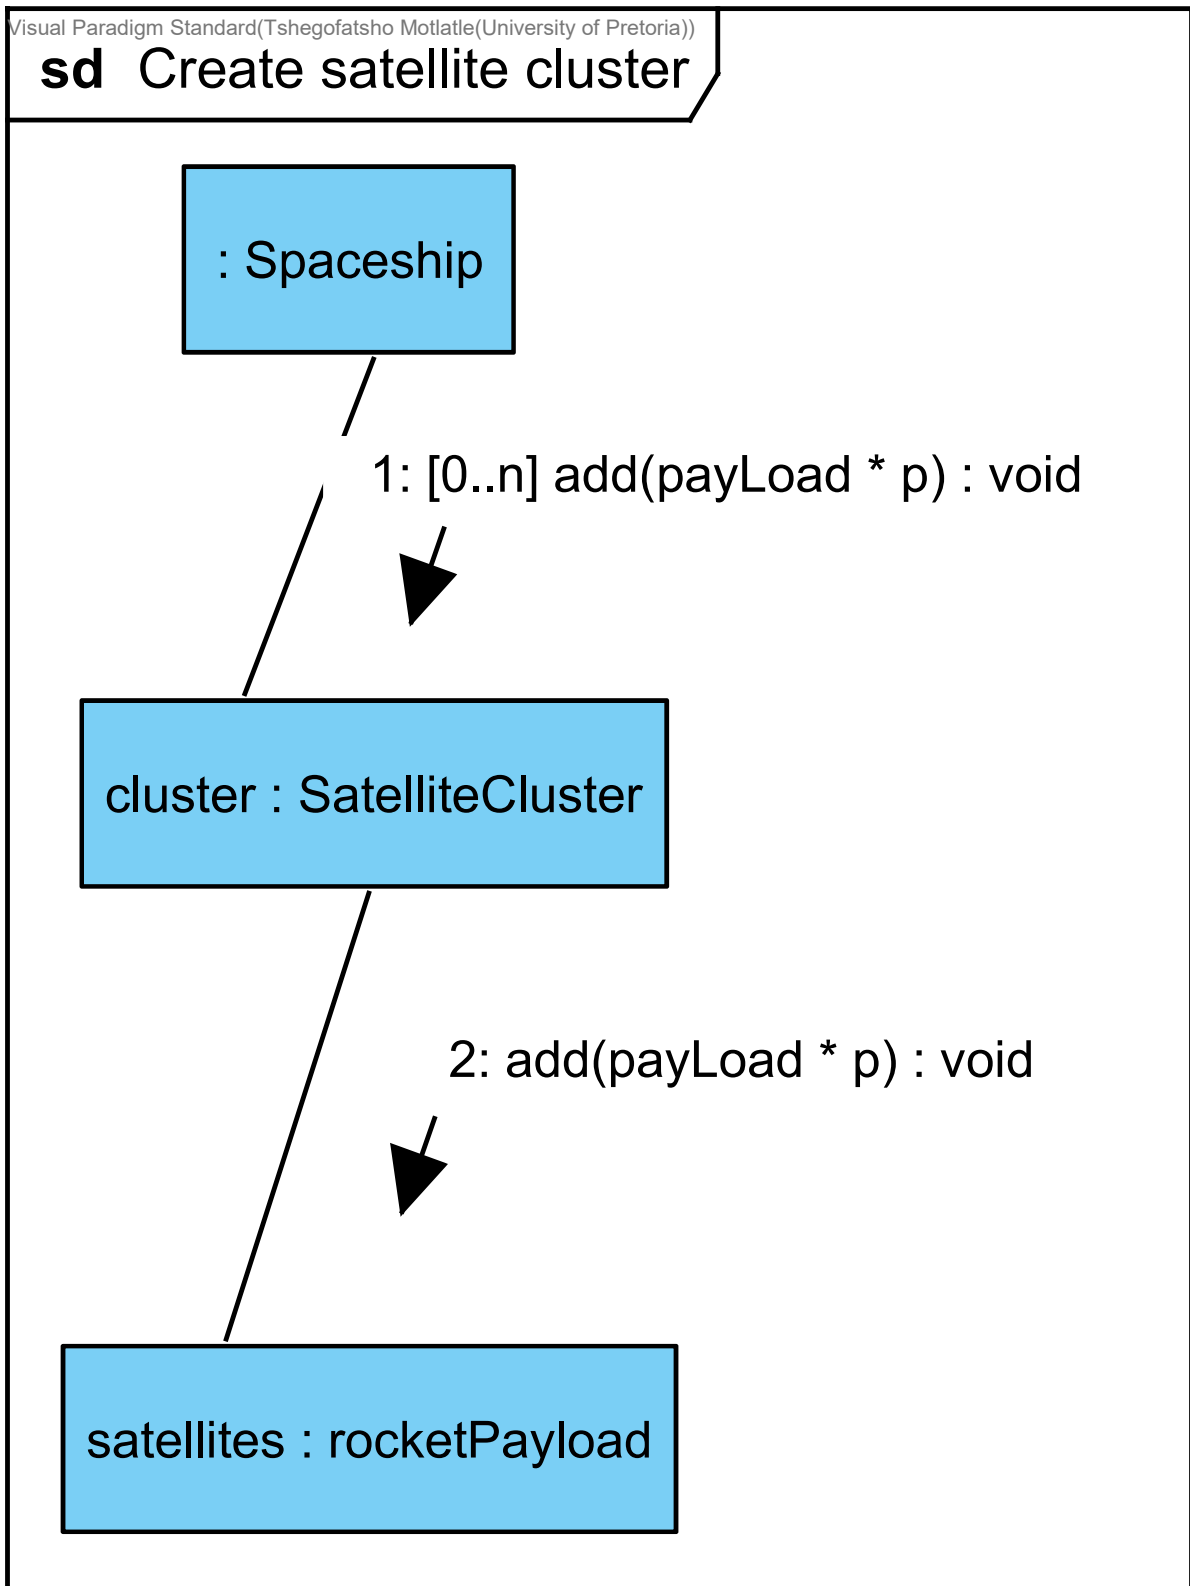 Visual Paradigm Standard(Tshegofatsho Motlatle(University of Pretoria))
sd Create satellite cluster
: Spaceship
1: [0..n] add(payLoad * p) : void
cluster : SatelliteCluster
2: add(payLoad * p) : void
satellites : rocketPayload